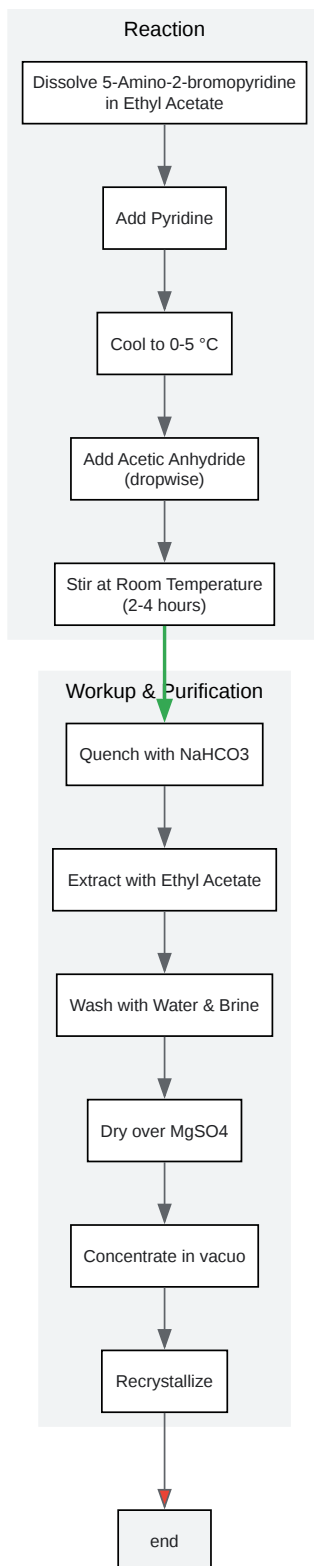 Reaction
Dissolve 5-Amino-2-bromopyridine
in Ethyl Acetate
Add Pyridine
Cool to 0-5 °C
Add Acetic Anhydride
(dropwise)
Stir at Room Temperature
(2-4 hours)
Workup & Purification
Quench with NaHCO3
Extract with Ethyl Acetate
Wash with Water & Brine
Dry over MgSO4
Concentrate in vacuo
Recrystallize
end